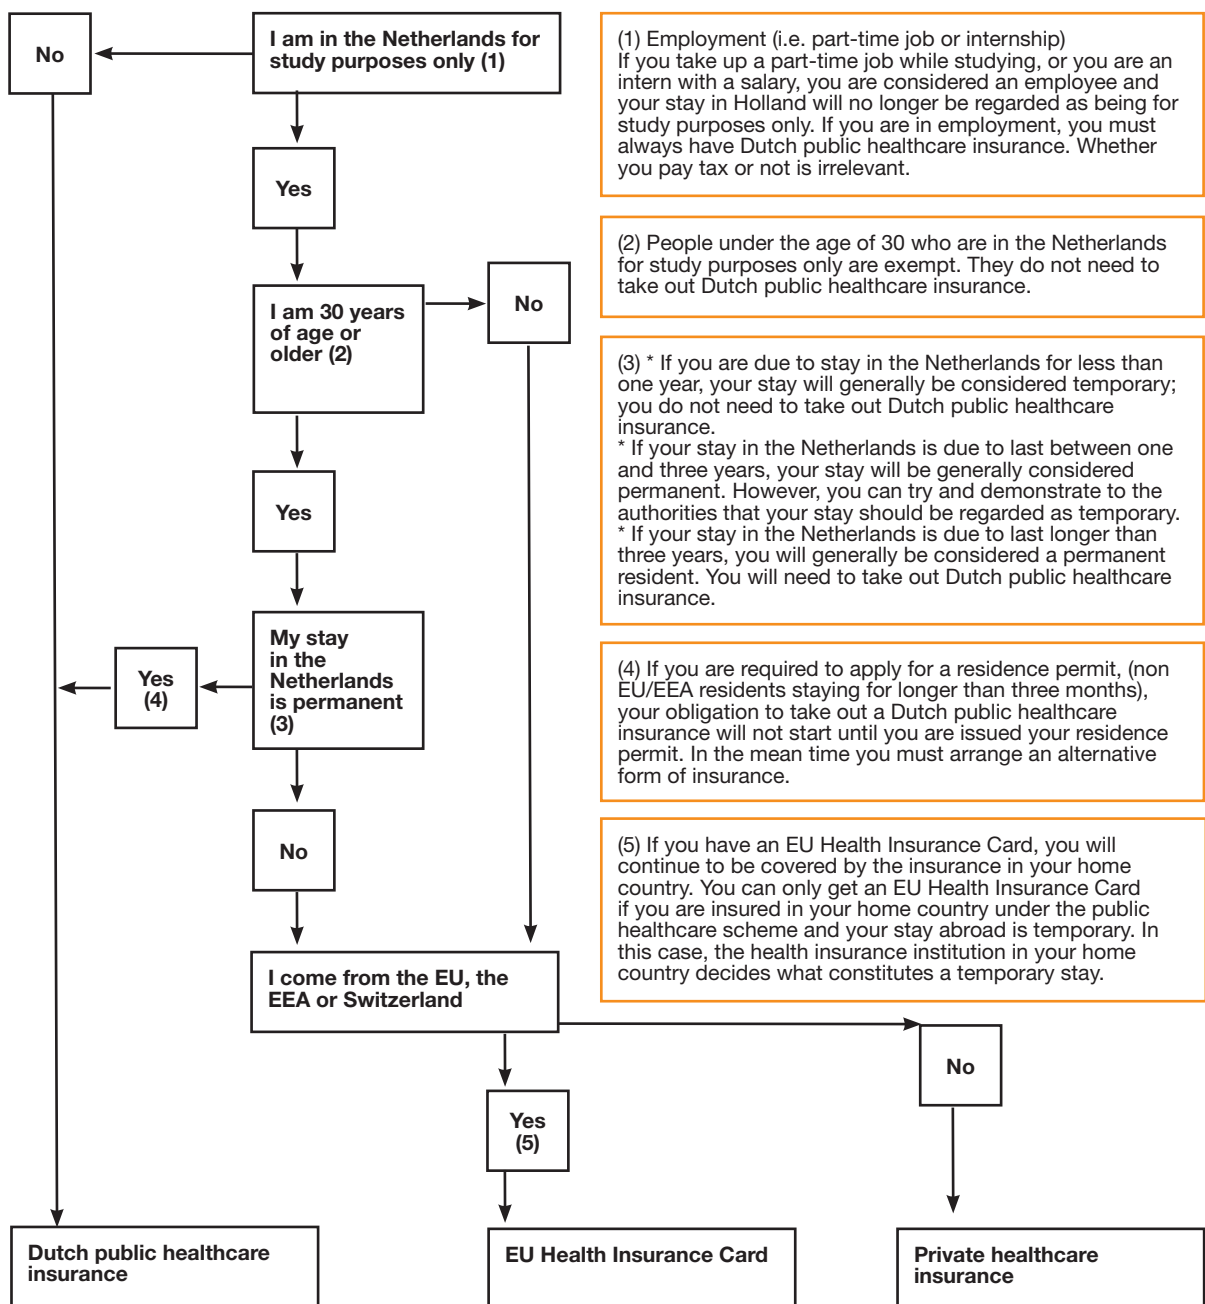 No
I am in the Netherlands for
study purposes only (1)
(1) Employment (i.e. part-time job or internship)
If you take up a part-time job while studying, or you are an
intern with a salary, you are considered an employee and
your stay in Holland will no longer be regarded as being for
study purposes only. If you are in employment, you must
always have Dutch public healthcare insurance. Whether
you pay tax or not is irrelevant.
Yes
(2) People under the age of 30 who are in the Netherlands
for study purposes only are exempt. They do not need to
take out Dutch public healthcare insurance.
I am 30 years
of age or
older (2)
No
(3) * If you are due to stay in the Netherlands for less than
one year, your stay will generally be considered temporary;
you do not need to take out Dutch public healthcare
insurance.
* If your stay in the Netherlands is due to last between one
and three years, your stay will be generally considered
permanent. However, you can try and demonstrate to the
authorities that your stay should be regarded as temporary.
* If your stay in the Netherlands is due to last longer than
three years, you will generally be considered a permanent
resident. You will need to take out Dutch public healthcare
insurance.
Yes
My stay
in the
Netherlands
is permanent
(3)
Yes
(4)
(4) If you are required to apply for a residence permit, (non
EU/EEA residents staying for longer than three months),
your obligation to take out a Dutch public healthcare
insurance will not start until you are issued your residence
permit. In the mean time you must arrange an alternative
form of insurance.
No
(5) If you have an EU Health Insurance Card, you will
continue to be covered by the insurance in your home
country. You can only get an EU Health Insurance Card
if you are insured in your home country under the public
healthcare scheme and your stay abroad is temporary. In
this case, the health insurance institution in your home
country decides what constitutes a temporary stay.
I come from the EU, the
EEA or Switzerland
No
Yes
(5)
Dutch public healthcare
insurance
EU Health Insurance Card
Private healthcare
insurance